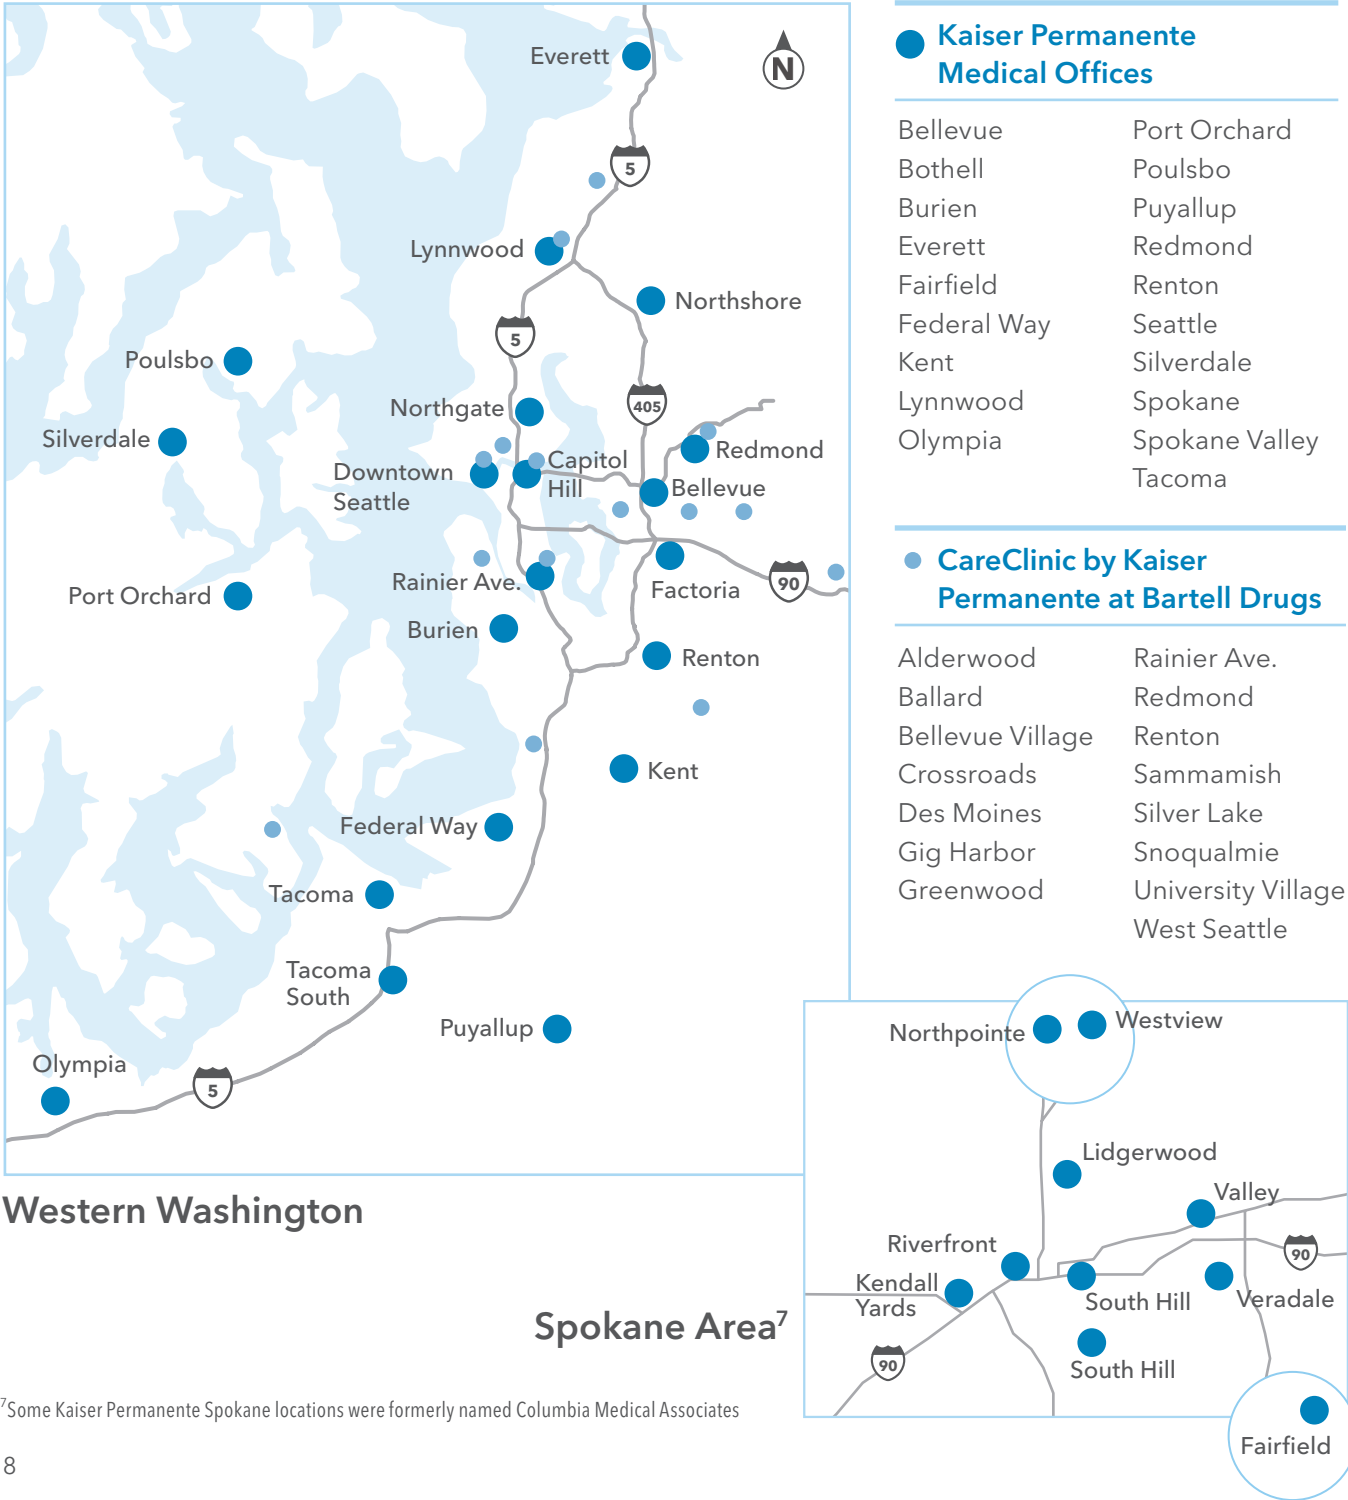 Everett
N
5
Lynnwood
Northshore
5
Poulsbo
405
Northgate
Silverdale
Redmond
Downtown
Seattle
Capitol
Hill
Bellevue
Rainier Ave.
Factoria
90
Port Orchard
Burien
Renton
Kent
Federal Way
Tacoma
Tacoma
South
Puyallup
Olympia
5
Western Washington
Kaiser Permanente
Medical Offices
Bellevue
Bothell
Burien
Everett
Fairfield
Federal Way
Kent
Lynnwood
Olympia
Port Orchard
Poulsbo
Puyallup
Redmond
Renton
Seattle
Silverdale
Spokane
Spokane Valley
Tacoma
CareClinic by Kaiser
Permanente at Bartell Drugs
Alderwood
Ballard
Bellevue Village
Crossroads
Des Moines
Gig Harbor
Greenwood
Rainier Ave.
Redmond
Renton
Sammamish
Silver Lake
Snoqualmie
University Village
West Seattle
Northpointe
Westview
Lidgerwood
Valley
Riverfront
90
Kendall
Yards
South Hill
Veradale
90
South Hill
Fairfield
Spokane Area⁷
⁷Some Kaiser Permanente Spokane locations were formerly named Columbia Medical Associates
8